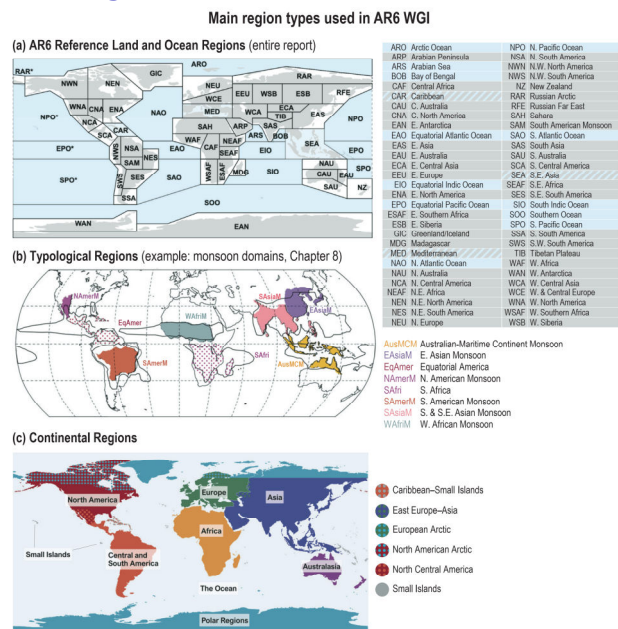 Main region types used in AR6 WGI
(a) AR6 Reference Land and Ocean Regions (entire report)
ARO
GIC
RAR*
NWN
NEN
RAR
NEU
WCE
EEU
WSB
ESB
RFE
WNA
CNA
ENA
NPO*
NAO
MED
WCA
ECA
TIB
EAS
NPO
NCA
SCA
CAR
SAH
ARP
SAS
ARS
BOB
WAF
CAF
NEAF
SEAF
SEA
EPO*
NWS
NSA
NES
EAO
EIO
EPO
SAM
WSAF
ESAF
MDG
NAU
CAU
EAU
SPO*
SWS
SES
SAO
SIO
SPO
SAU
NZ
SSA
SOO
WAN
EAN
ARO Arctic Ocean
ARP Arabian Peninsula
ARS Arabian Sea
BOB Bay of Bengal
CAF Central Africa
CAR Caribbean
CAU C. Australia
CNA C. North America
EAN E. Antarctica
EAO Equatorial Atlantic Ocean
EAS E. Asia
EAU E. Australia
ECA E. Central Asia
EEU E. Europe
EIO Equatorial Indic Ocean
ENA E. North America
EPO Equatorial Pacific Ocean
ESAF E. Southern Africa
ESB E. Siberia
GIC Greenland/Iceland
MDG Madagascar
MED Mediterranean
NAO N. Atlantic Ocean
NAU N. Australia
NCA N. Central America
NEAF N.E. Africa
NEN N.E. North America
NES N.E. South America
NEU N. Europe
NPO N. Pacific Ocean
NSA N. South America
NWN N.W. North America
NWS N.W. South America
NZ New Zealand
RAR Russian Arctic
RFE Russian Far East
SAH Sahara
SAM South American Monsoon
SAO S. Atlantic Ocean
SAS South Asia
SAU S. Australia
SCA S. Central America
SEA S.E. Asia
SEAF S.E. Africa
SES S.E. South America
SIO South Indic Ocean
SOO Southern Ocean
SPO S. Pacific Ocean
SSA S. South America
SWS S.W. South America
TIB Tibetan Plateau
WAF W. Africa
WAN W. Antarctica
WCA W. Central Asia
WCE W. & Central Europe
WNA W. North America
WSAF W. Southern Africa
WSB W. Siberia
(b) Typological Regions (example: monsoon domains, Chapter 8)
NAmerM
EqAmer
SAmerM
WAfriM
SAfri
SAsiaM
EAsiaM
AusMCM
AusMCM Australian-Maritime Continent Monsoon
EAsiaM E. Asian Monsoon
EqAmer Equatorial America
NAmerM N. American Monsoon
SAfri S. Africa
SAmerM S. American Monsoon
SAsiaM S. & S.E. Asian Monsoon
WAfriM W. African Monsoon
(c) Continental Regions
North America
Europe
Asia
Africa
Small Islands
Central and
South America
Australasia
The Ocean
Polar Regions
Caribbean–Small Islands
East Europe–Asia
European Arctic
North American Arctic
North Central America
Small Islands